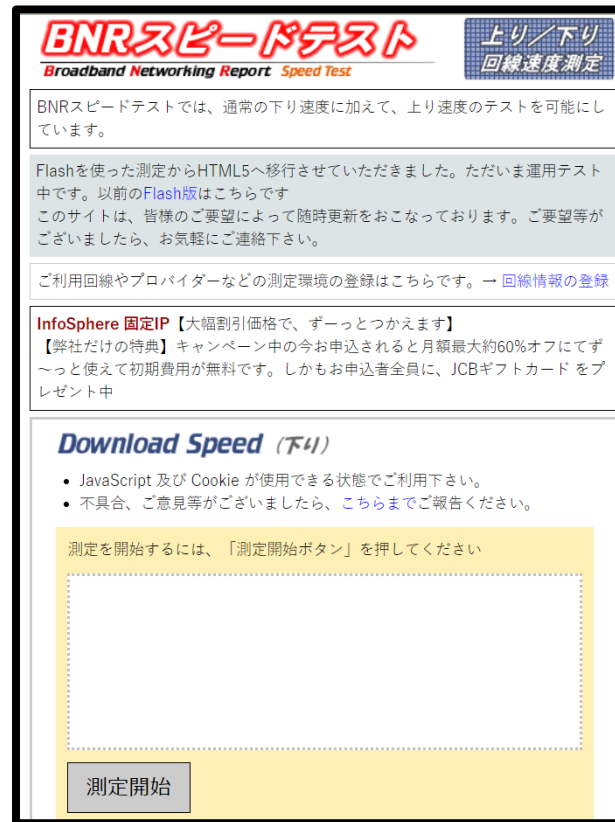 BNRスピードテスト
Broadband Networking Report Speed Test
上り／下り
回線速度測定
BNRスピードテストでは、通常の下り速度に加えて、上り速度のテストを可能にし
ています。
Flashを使った測定からHTML5へ移行させていただきました。ただいま運用テスト
中です。以前のFlash版はこちらです
このサイトは、皆様のご要望によって随時更新をおこなっております。ご要望等が
ございましたら、お気軽にご連絡下さい。
ご利用回線やプロバイダーなどの測定環境の登録はこちらです。→ 回線情報の登録
InfoSphere 固定IP【大幅割引価格で、ずーっとつかえます】
【弊社だけの特典】キャンペーン中の今お申込されると月額最大約60%オフにてず
～っと使えて初期費用が無料です。しかもお申込者全員に、JCBギフトカード をプ
レゼント中
Download Speed (下り)
• JavaScript 及び Cookie が使用できる状態でご利用下さい。
• 不具合、ご意見等がございましたら、こちらまでご報告ください。
測定を開始するには、「測定開始ボタン」を押してください
測定開始